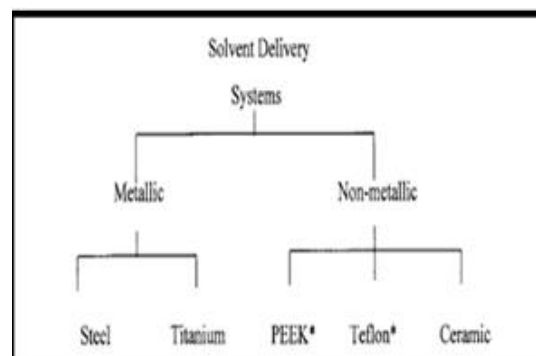 Solvent Delivery
Systems
Metallic Non-metallic
Steel Titanium PEEK* Teflon* Ceramic